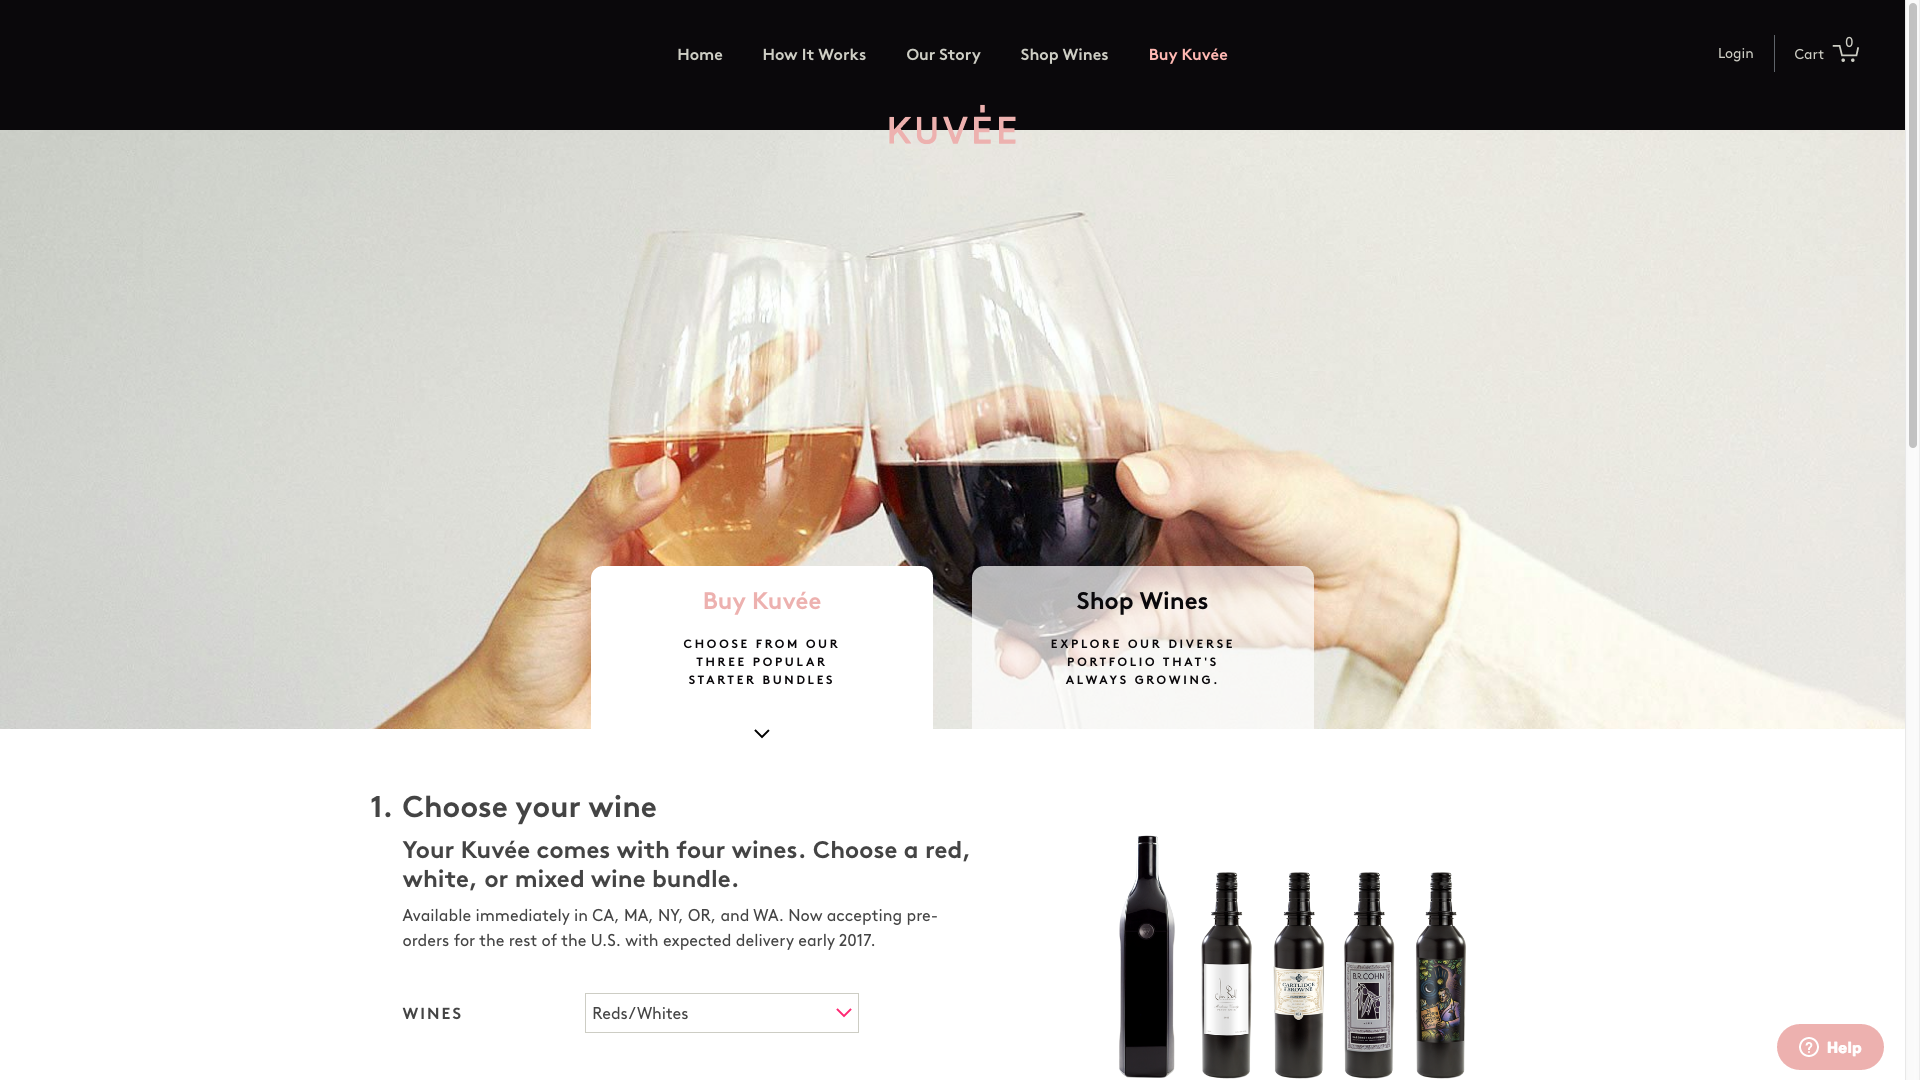 Home
How It Works
Our Story
Shop Wines
Buy Kuvée
Login
Cart
0
KUVÉE
Buy Kuvée
CHOOSE FROM OUR
THREE POPULAR
STARTER BUNDLES
Shop Wines
EXPLORE OUR DIVERSE
PORTFOLIO THAT'S
ALWAYS GROWING.
1. Choose your wine
Your Kuvée comes with four wines. Choose a red,
white, or mixed wine bundle.
Available immediately in CA, MA, NY, OR, and WA. Now accepting pre-
orders for the rest of the U.S. with expected delivery early 2017.
WINES
Reds/Whites
CARTLIDGE
& BROWNE
B.R. COHN
Help